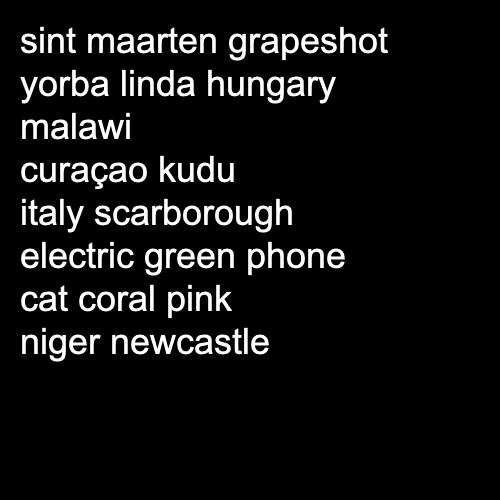 sint maarten grapeshot
yorba linda hungary
malawi
curaçao kudu
italy scarborough
electric green phone
cat coral pink
niger newcastle